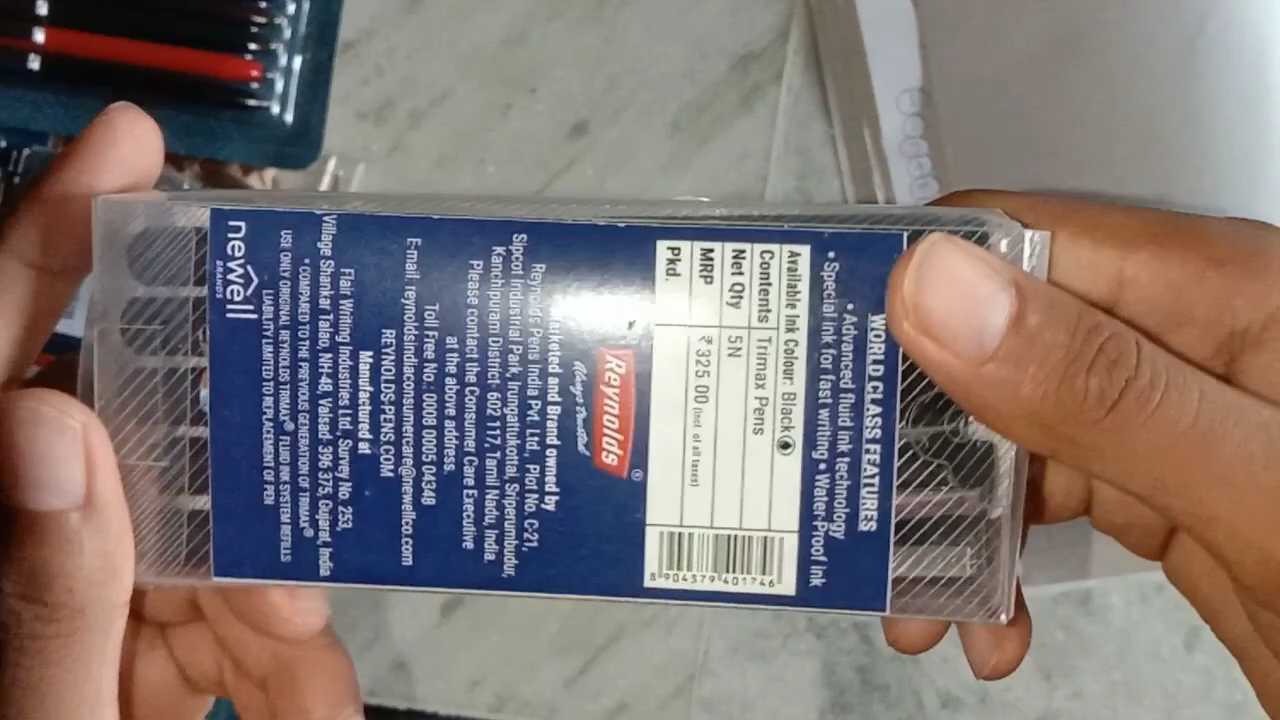 WORLD CLASS FEATURES
• Advanced fluid ink technology
• Special ink for fast writing • Water-Proof ink
Available Ink Colour: Black
Contents Trimax Pens
Net Qty 5N
MRP ₹ 325.00 (Incl. of all taxes)
Pkd.
8 904379 401746
Reynolds®
Always Trusted
Marketed and Brand owned by
Reynolds Pens India Pvt. Ltd., Plot No. C-21,
Sipcot Industrial Park, Irungattukottai, Sriperumbudur,
Kanchipuram District- 602 117, Tamil Nadu, India.
Please contact the Consumer Care Executive
at the above address.
Toll Free No.: 0008 0005 04348
E-mail. reynoldsindiaconsumercare@newellco.com
REYNOLDS-PENS.COM
Manufactured at
Flair Writing Industries Ltd. Survey No. 253,
Village Shankar Talao, NH-48, Valsad- 396 375, Gujarat, India
* COMPARED TO THE PREVIOUS GENERATION OF TRIMAX®
USE ONLY ORIGINAL REYNOLDS TRIMAX® FLUID INK SYSTEM REFILLS
LIABILITY LIMITED TO REPLACEMENT OF PEN
newell
BRANDS